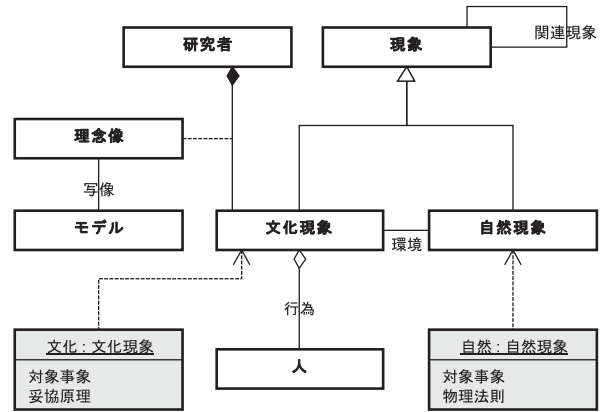 研究者
現象
関連現象
理念像
写像
モデル
文化現象
環境
自然現象
行為
人
文化 : 文化現象
対象事象
妥協原理
自然 : 自然現象
対象事象
物理法則